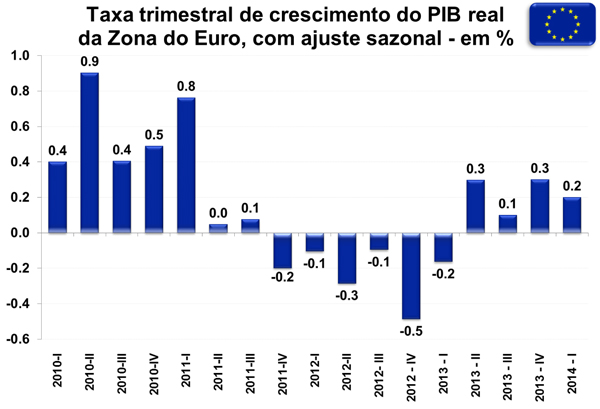 Taxa trimestral de crescimento do PIB real
da Zona do Euro, com ajuste sazonal - em %
1.0
0.8
0.6
0.4
0.2
0.0
-0.2
-0.4
-0.6
0.4
0.9
0.4
0.5
0.8
0.0
0.1
-0.2
-0.1
-0.3
-0.1
-0.5
-0.2
0.3
0.1
0.3
0.2
2010-I
2010-II
2010-III
2010-IV
2011-I
2011-II
2011-III
2011-IV
2012-I
2012-II
2012- III
2012 - IV
2013 - I
2013 - II
2013 - III
2013 - IV
2014 - I